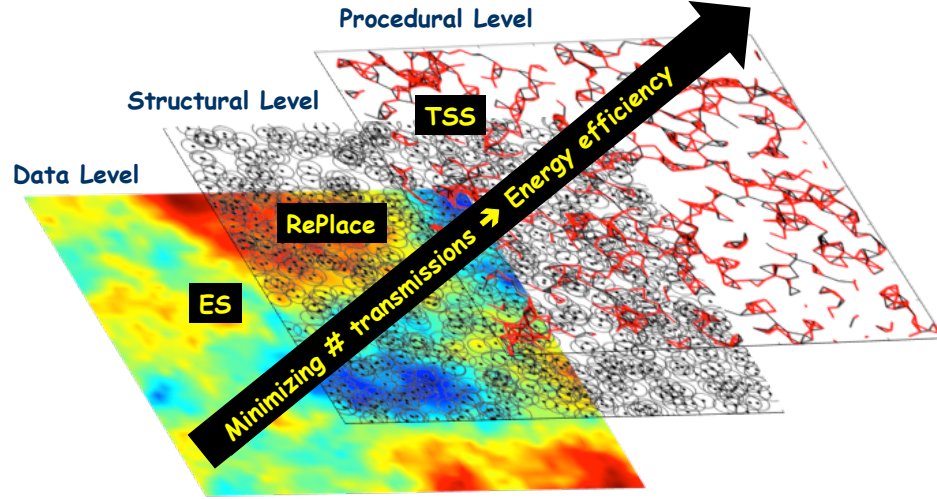 Procedural Level
Structural Level
TSS
Data Level
RePlace
ES
Minimizing # transmissions → Energy efficiency